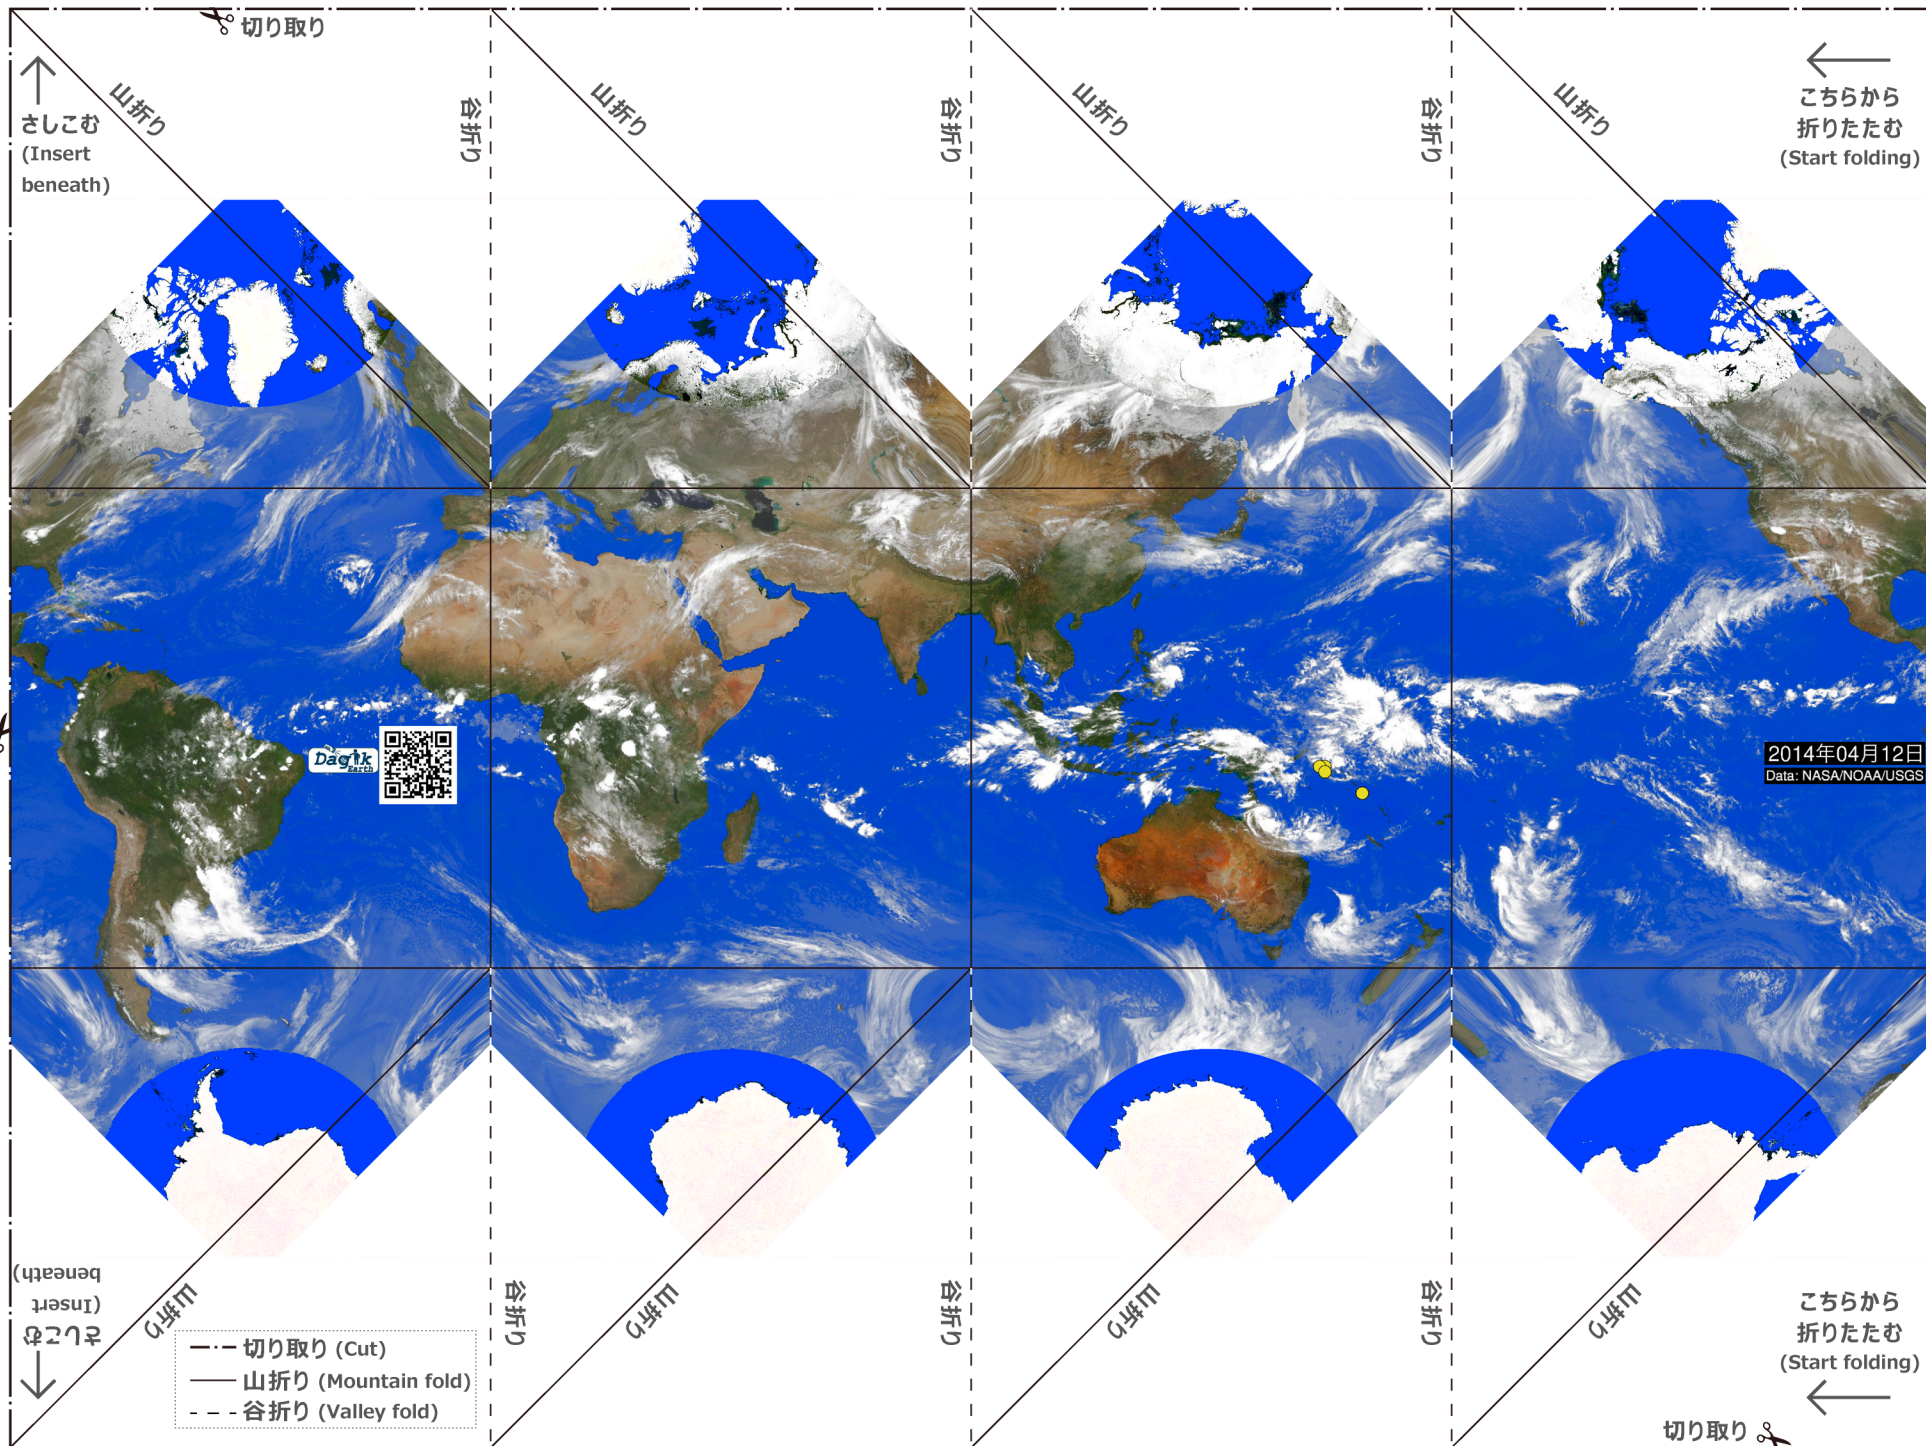 切り取り
さしこむ
(Insert
beneath)
山折り
谷折り
山折り
谷折り
山折り
谷折り
山折り
こちらから
折りたたむ
(Start folding)
Dagik
Earth
2014年04月12日
Data: NASA/NOAA/USGS
さしこむ
(Insert
beneath)
山折り
谷折り
山折り
谷折り
山折り
谷折り
山折り
こちらから
折りたたむ
(Start folding)
切り取り (Cut)
山折り (Mountain fold)
谷折り (Valley fold)
切り取り